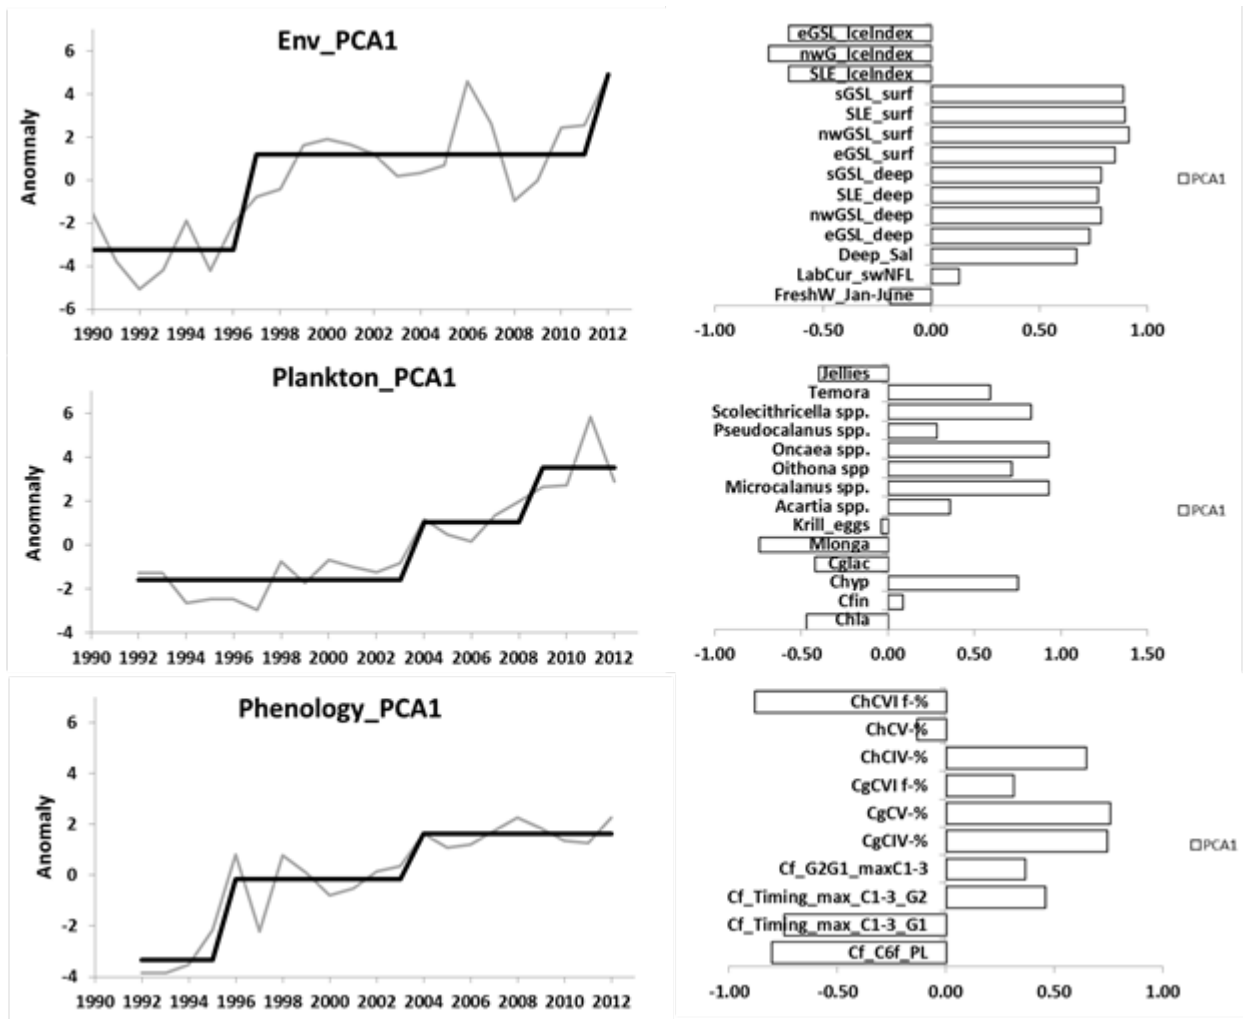 Env_PCA1
Anomnaly
6
4
2
0
-2
-4
-6
1990 1992 1994 1996 1998 2000 2002 2004 2006 2008 2010 2012
eGSL_IceIndex
nwG_IceIndex
SLE_IceIndex
sGSL_surf
SLE_surf
nwGSL_surf
eGSL_surf
sGSL_deep
SLE_deep
nwGSL_deep
eGSL_deep
Deep_Sal
LabCur_swNFL
FreshW_Jan-June
-1.00 -0.50 0.00 0.50 1.00
PCA1
Plankton_PCA1
Anomnaly
6
4
2
0
-2
-4
1990 1992 1994 1996 1998 2000 2002 2004 2006 2008 2010 2012
Jellies
Temora
Scolecithricella spp.
Pseudocalanus spp.
Oncaea spp.
Oithona spp
Microcalanus spp.
Acartia spp.
Krill_eggs
Mlonga
Cglac
Chyp
Cfin
Chla
-1.00 -0.50 0.00 0.50 1.00 1.50
PCA1
Phenology_PCA1
Anomaly
6
4
2
0
-2
-4
1990 1992 1994 1996 1998 2000 2002 2004 2006 2008 2010 2012
ChCVI f-%
ChCV-%
ChCIV-%
CgCVI f-%
CgCV-%
CgCIV-%
Cf_G2G1_maxC1-3
Cf_Timing_max_C1-3_G2
Cf_Timing_max_C1-3_G1
Cf_C6f_PL
-1.00 -0.50 0.00 0.50 1.00
PCA1